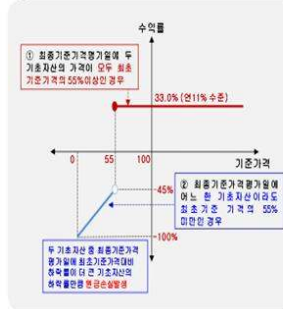 수익률
① 최종기준가격평가일에 두
기초자산의 가격이 모두 최초
기준가격의 55%이상인 경우
33.0% (연11% 수준)
0 55 100
기준가격
-45%
② 최종기준가격평가일에
어느 한 기초자산이라도
최초기준 가격의 55%
미만인 경우
-100%
두 기초자산 중 최종기준가격
평가일에 최초기준가격대비
하락률이 더 큰 기초자산의
하락률만큼 원금손실발생